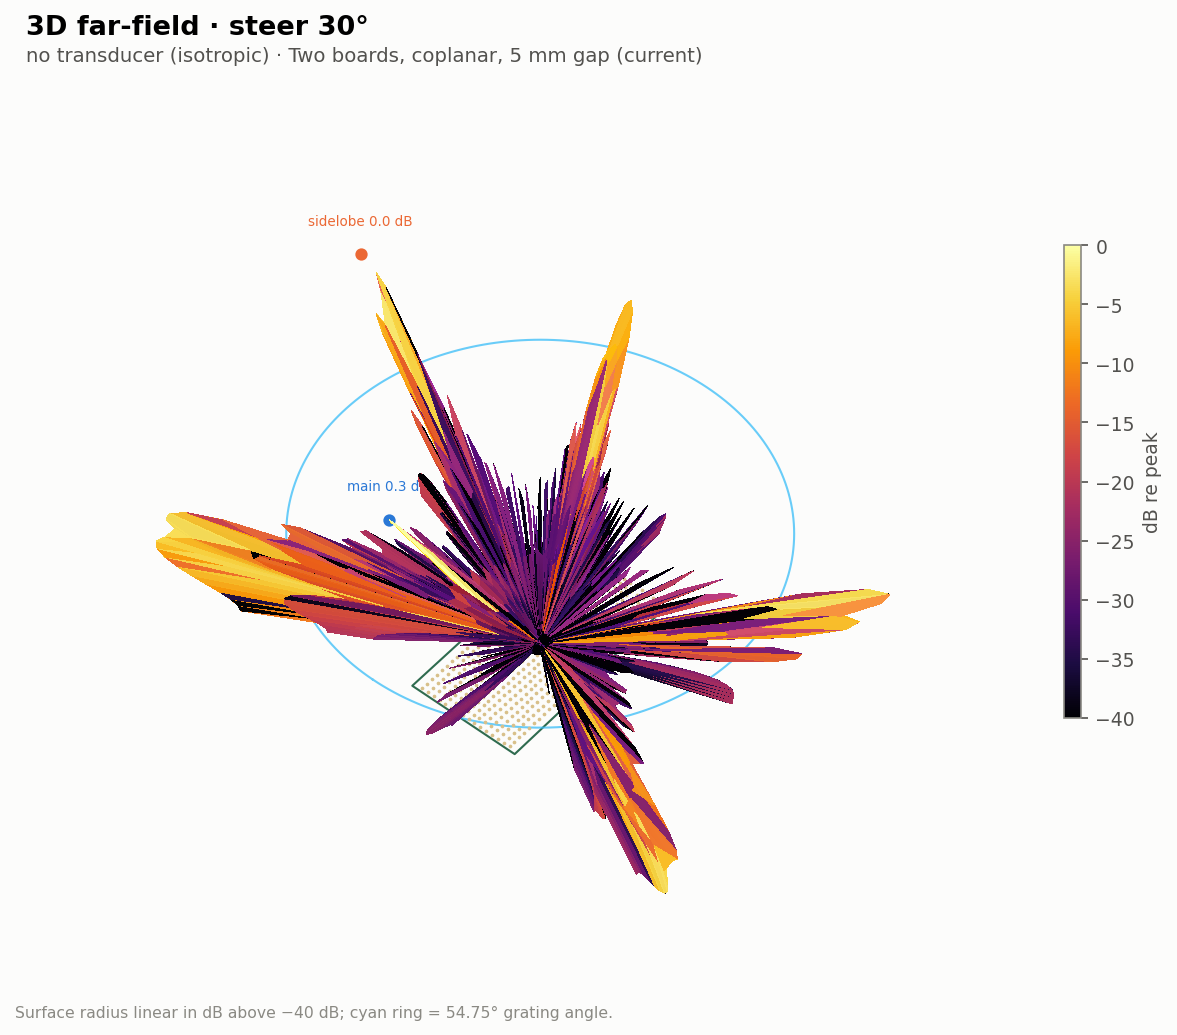 3D far-field · steer 30°
no transducer (isotropic) · Two boards, coplanar, 5 mm gap (current)
sidelobe 0.0 dB
main 0.3 d
0
−5
−10
−15
−20
−25
−30
−35
−40
dB re peak
Surface radius linear in dB above −40 dB; cyan ring = 54.75° grating angle.